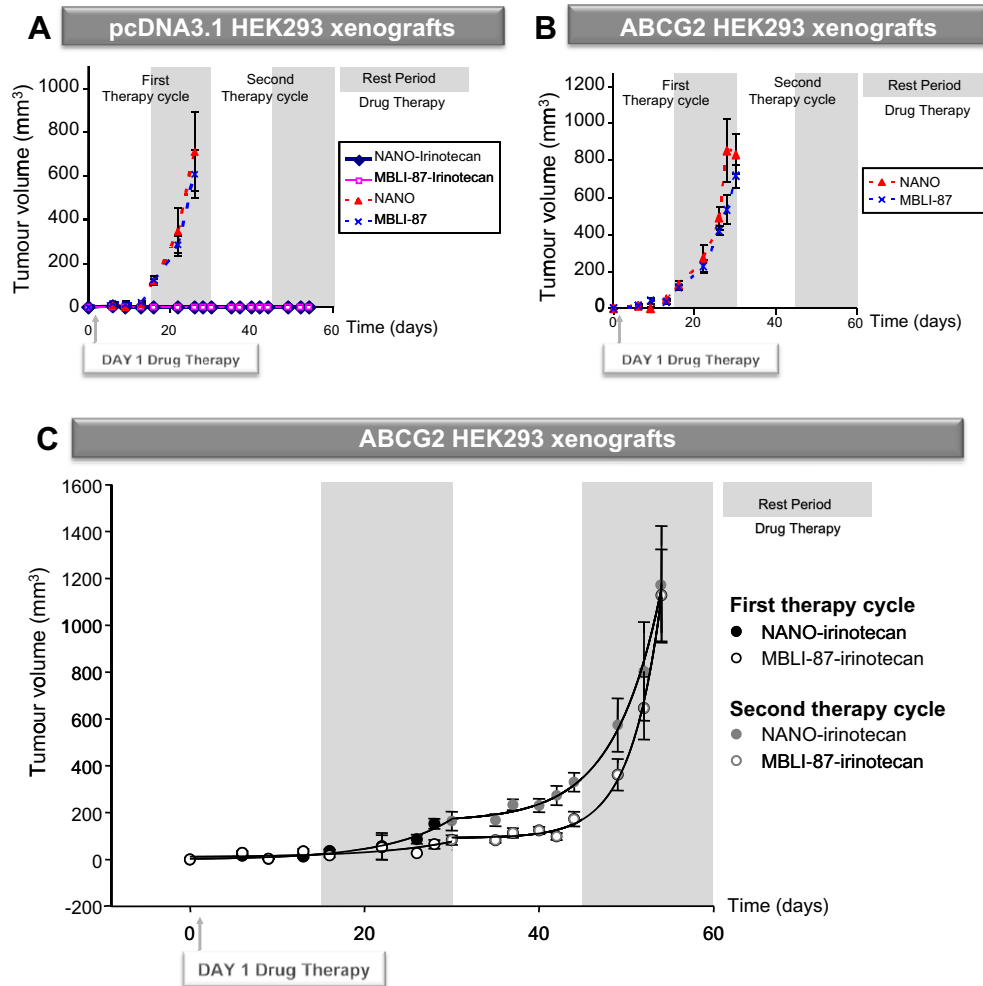 A
pcDNA3.1 HEK293 xenografts
Tumour volume (mm³)
1000
800
600
400
200
0
First
Therapy cycle
Second
Therapy cycle
Rest Period
Drug Therapy
NANO-Irinotecan
MBLI-87-Irinotecan
NANO
MBLI-87
0
20
40
60
Time (days)
DAY 1 Drug Therapy
B
ABCG2 HEK293 xenografts
Tumour volume (mm³)
1200
1000
800
600
400
200
0
First
Therapy cycle
Second
Therapy cycle
Rest Period
Drug Therapy
NANO
MBLI-87
0
20
40
60
Time (days)
DAY 1 Drug Therapy
C
ABCG2 HEK293 xenografts
Tumour volume (mm³)
1600
1400
1200
1000
800
600
400
200
0
-200
Rest Period
Drug Therapy
First therapy cycle
NANO-irinotecan
MBLI-87-irinotecan
Second therapy cycle
NANO-irinotecan
MBLI-87-irinotecan
0
20
40
60
Time (days)
DAY 1 Drug Therapy